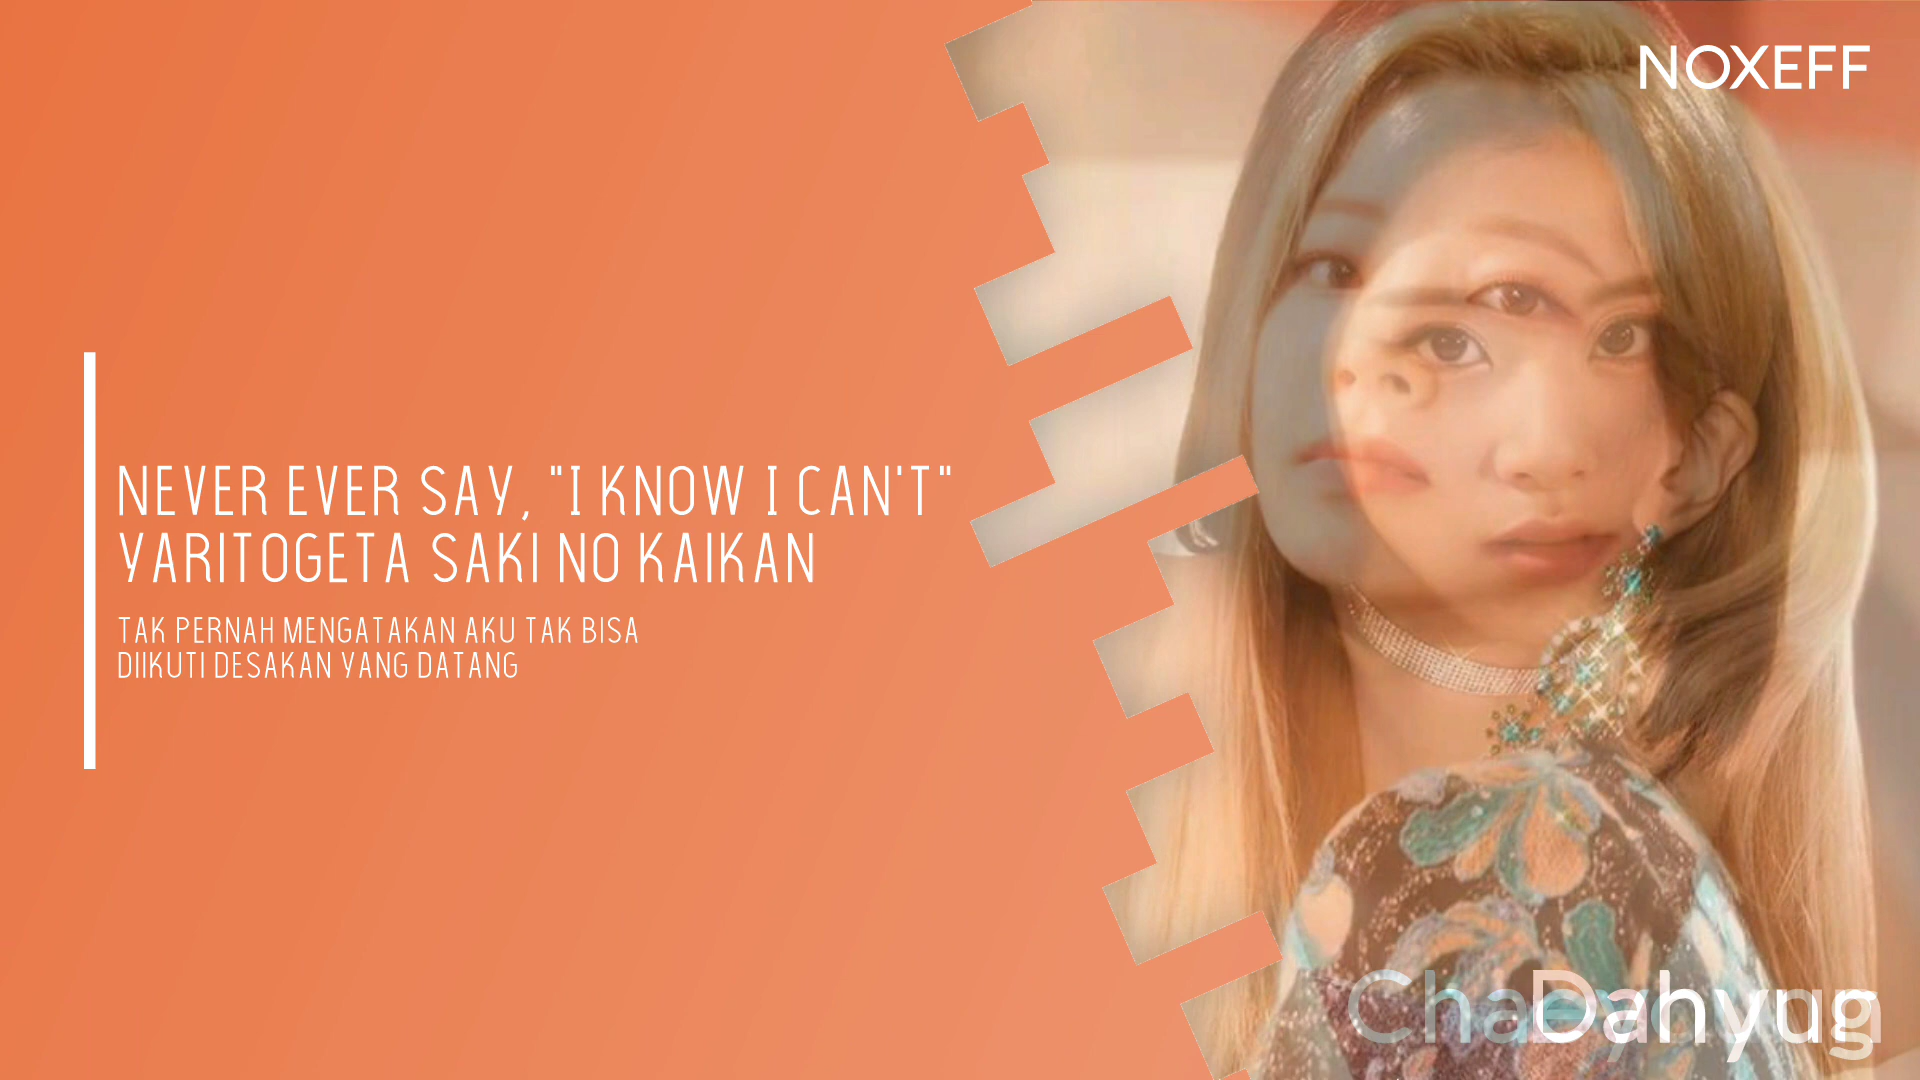 NOXEFF
NEVER EVER SAY, "I KNOW I CAN'T"
YARITOGETA SAKI NO KAIKAN
TAK PERNAH MENGATAKAN AKU TAK BISA
DIIKUTI DESAKAN YANG DATANG